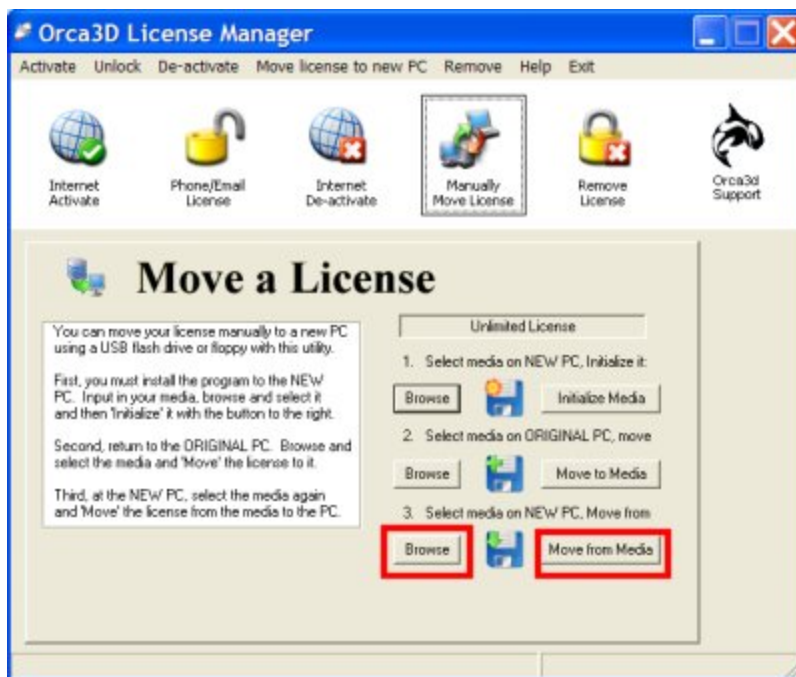 Orca3D License Manager
Activate Unlock De-activate Move license to new PC Remove Help Exit
Internet Activate
Phone/Email License
Internet De-activate
Manually Move License
Remove License
Orca3d Support
Move a License
You can move your license manually to a new PC
using a USB flash drive or floppy with this utility.
First, you must install the program to the NEW
PC. Input in your media, browse and select it
and then 'Initialize' it with the button to the right.
Second, return to the ORIGINAL PC. Browse and
select the media and 'Move' the license to it.
Third, at the NEW PC, select the media again
and 'Move' the license from the media to the PC.
Unlimited License
1. Select media on NEW PC, Initialize it:
Browse Initialize Media
2. Select media on ORIGINAL PC, move
Browse Move to Media
3. Select media on NEW PC, Move from
Browse Move from Media